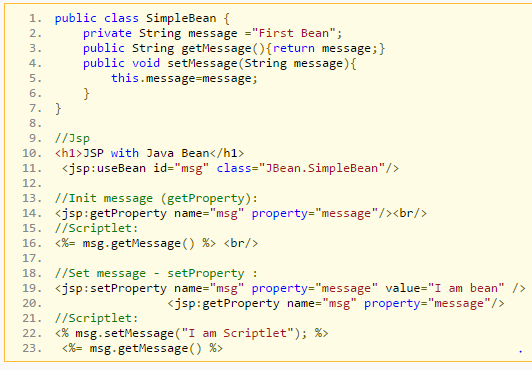 1. public class SimpleBean {
2.     private String message ="First Bean";
3.     public String getMessage(){return message;}
4.     public void setMessage(String message){
5.         this.message=message;
6.     }
7. }
8.
9. //Jsp
10. <h1>JSP with Java Bean</h1>
11.  <jsp:useBean id="msg" class="JBean.SimpleBean"/>
12.
13. //Init message (getProperty):
14. <jsp:getProperty name="msg" property="message"/><br/>
15. //Scriptlet:
16. <%= msg.getMessage() %> <br/>
17.
18. //Set message - setProperty :
19. <jsp:setProperty name="msg" property="message" value="I am bean" />
20.                 <jsp:getProperty name="msg" property="message"/>
21. //Scriptlet:
22. <% msg.setMessage("I am Scriptlet"); %>
23.  <%= msg.getMessage() %>